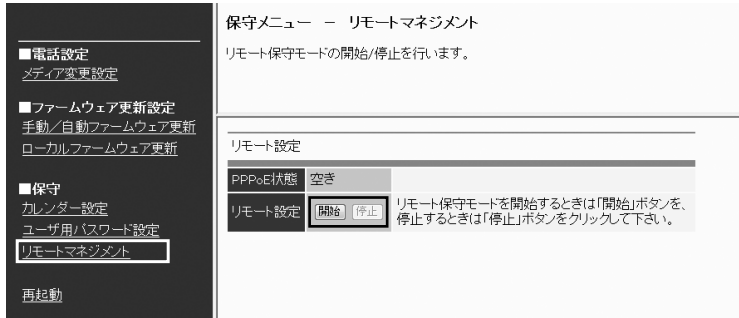 ■電話設定
メディア変更設定
■ファームウェア更新設定
手動／自動ファームウェア更新
ローカルファームウェア更新
■保守
カレンダー設定
ユーザ用パスワード設定
リモートマネジメント
再起動
保守メニュー － リモートマネジメント
リモート保守モードの開始/停止を行います。
リモート設定
PPPoE状態 空き
リモート設定 開始 停止 リモート保守モードを開始するときは「開始」ボタンを、
停止するときは「停止」ボタンをクリックして下さい。